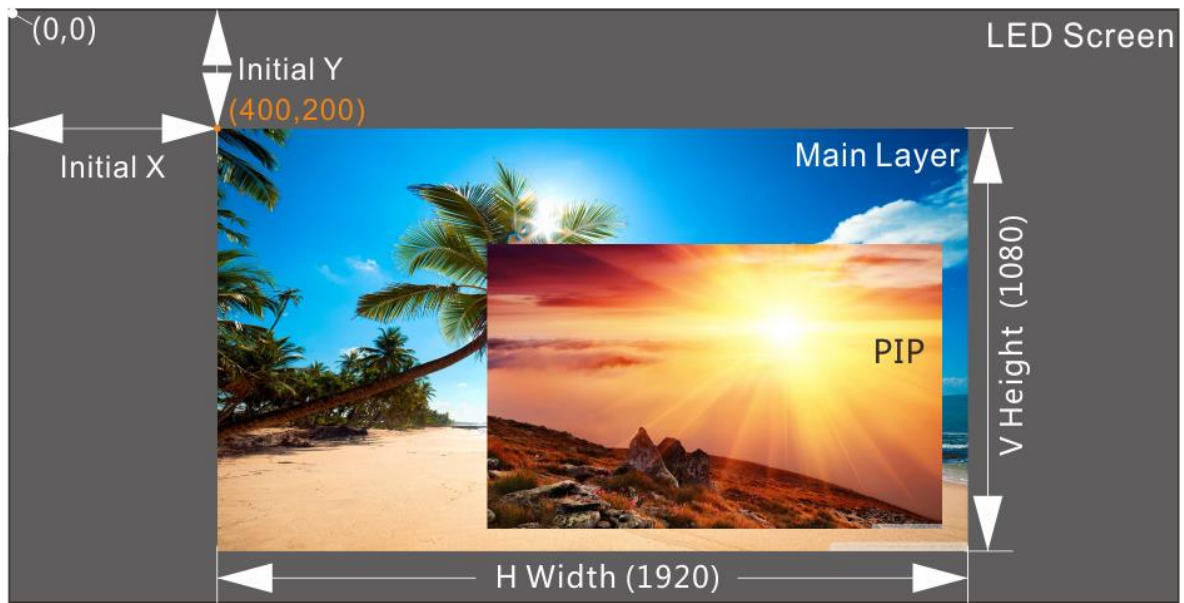 (0,0)
LED Screen
Initial Y
(400,200)
Initial X
Main Layer
PIP
V Height (1080)
H Width (1920)